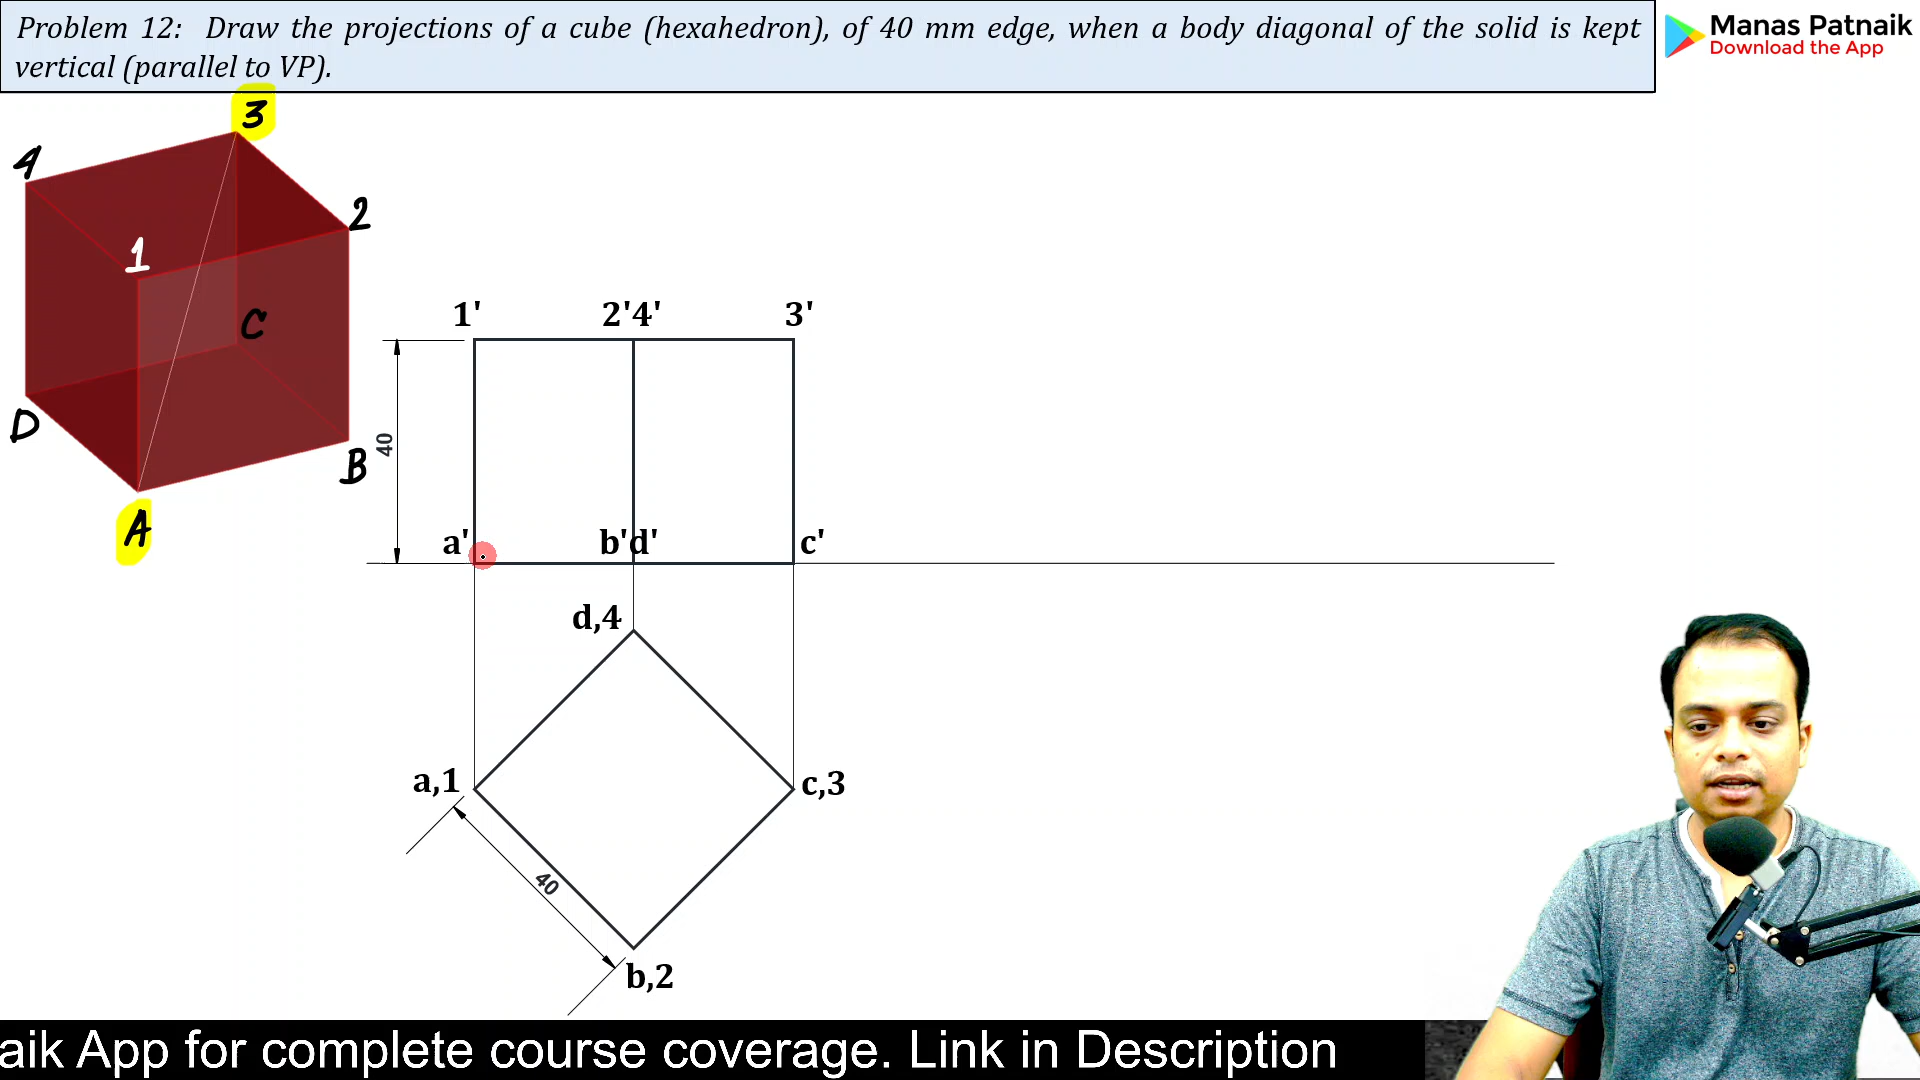 Problem 12: Draw the projections of a cube (hexahedron), of 40 mm edge, when a body diagonal of the solid is kept
vertical (parallel to VP).
Manas Patnaik
Download the App
3
4
2
1
C
D
B
A
1' 2'4' 3'
40
a' b'd' c'
d,4
a,1 c,3
40
b,2
aik App for complete course coverage. Link in Description